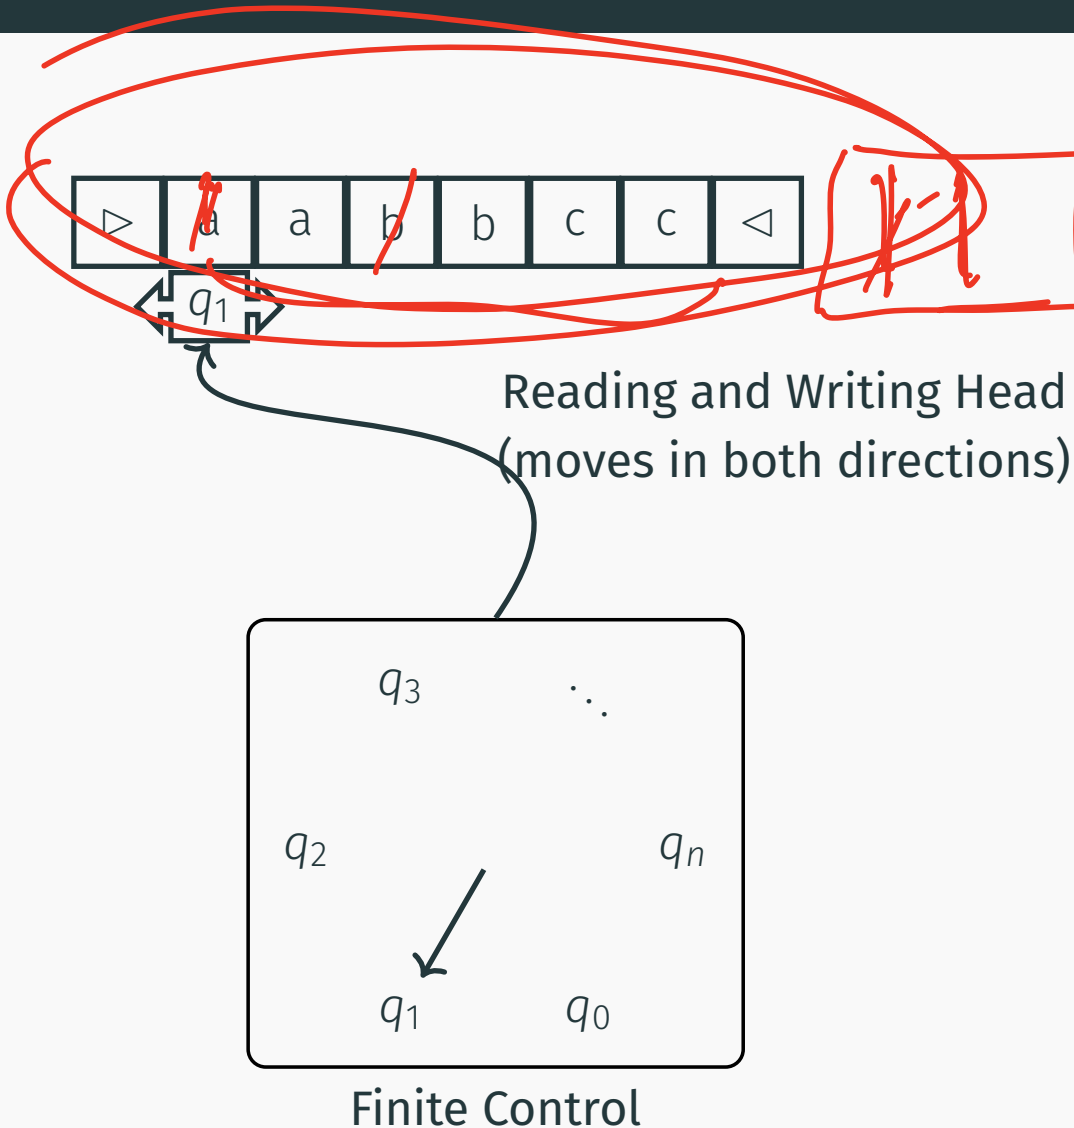 ▷ a a b b c c ◁
q1
Reading and Writing Head
(moves in both directions)
q3 ⋱
q2 qn
q1 q0
Finite Control